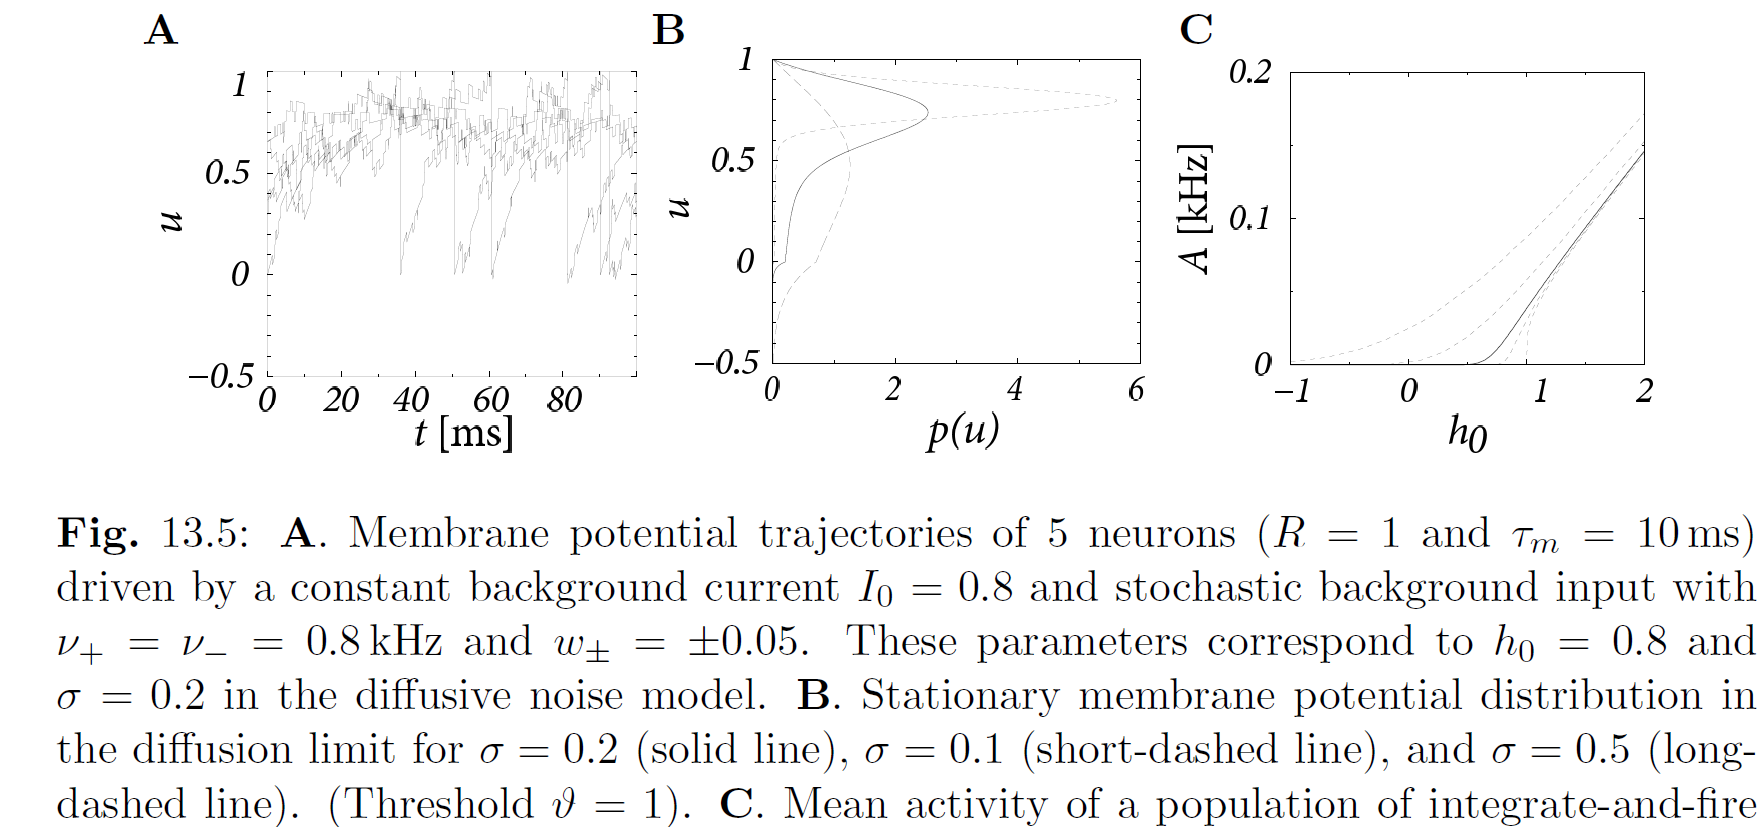 A B C
1
0.5
0
−0.5
u
0 20 40 60 80
t [ms]
1
0.5
0
−0.5
u
0 2 4 6
p(u)
0.2
0.1
0
A [kHz]
−1 0 1 2
h0
Fig. 13.5: A. Membrane potential trajectories of 5 neurons (R = 1 and τm = 10 ms)
driven by a constant background current I0 = 0.8 and stochastic background input with
ν+ = ν− = 0.8 kHz and w± = ±0.05. These parameters correspond to h0 = 0.8 and
σ = 0.2 in the diffusive noise model. B. Stationary membrane potential distribution in
the diffusion limit for σ = 0.2 (solid line), σ = 0.1 (short-dashed line), and σ = 0.5 (long-
dashed line). (Threshold ϑ = 1). C. Mean activity of a population of integrate-and-fire